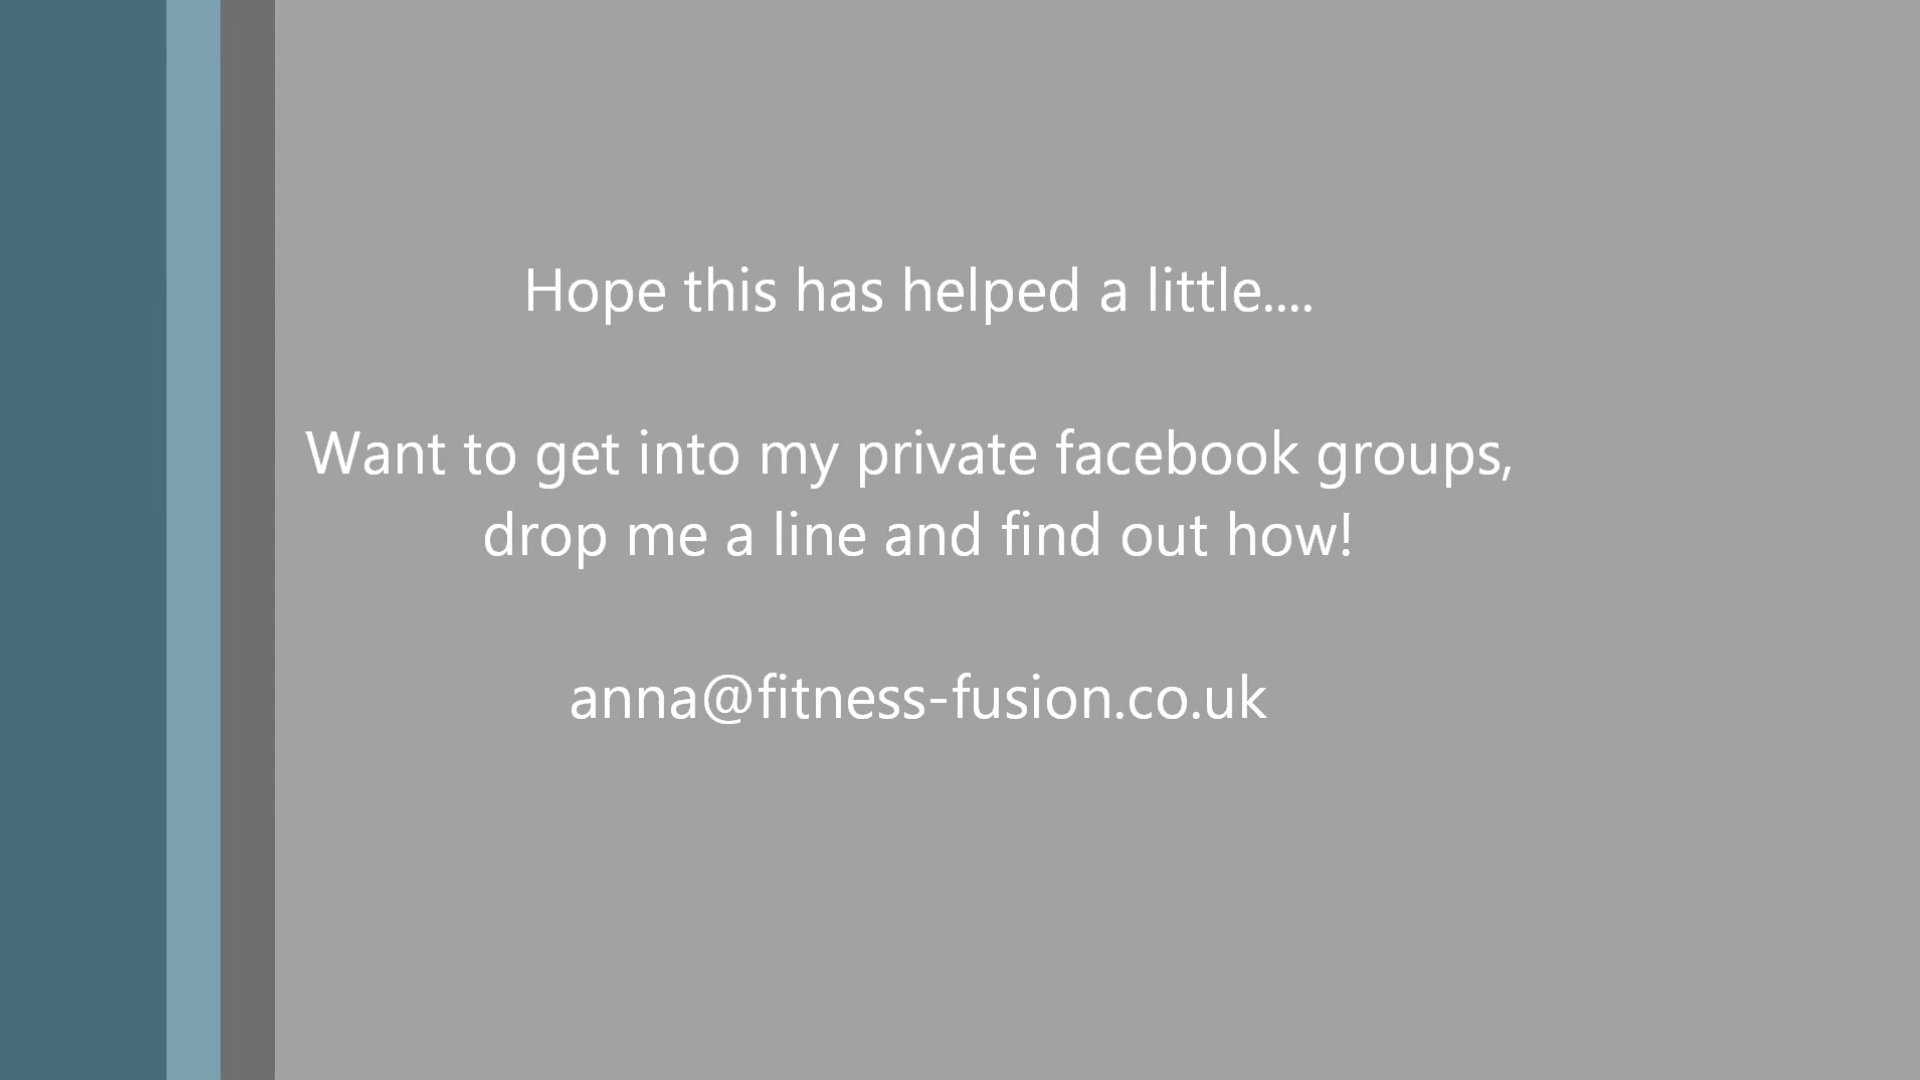 Hope this has helped a little....
Want to get into my private facebook groups,
drop me a line and find out how!
anna@fitness-fusion.co.uk